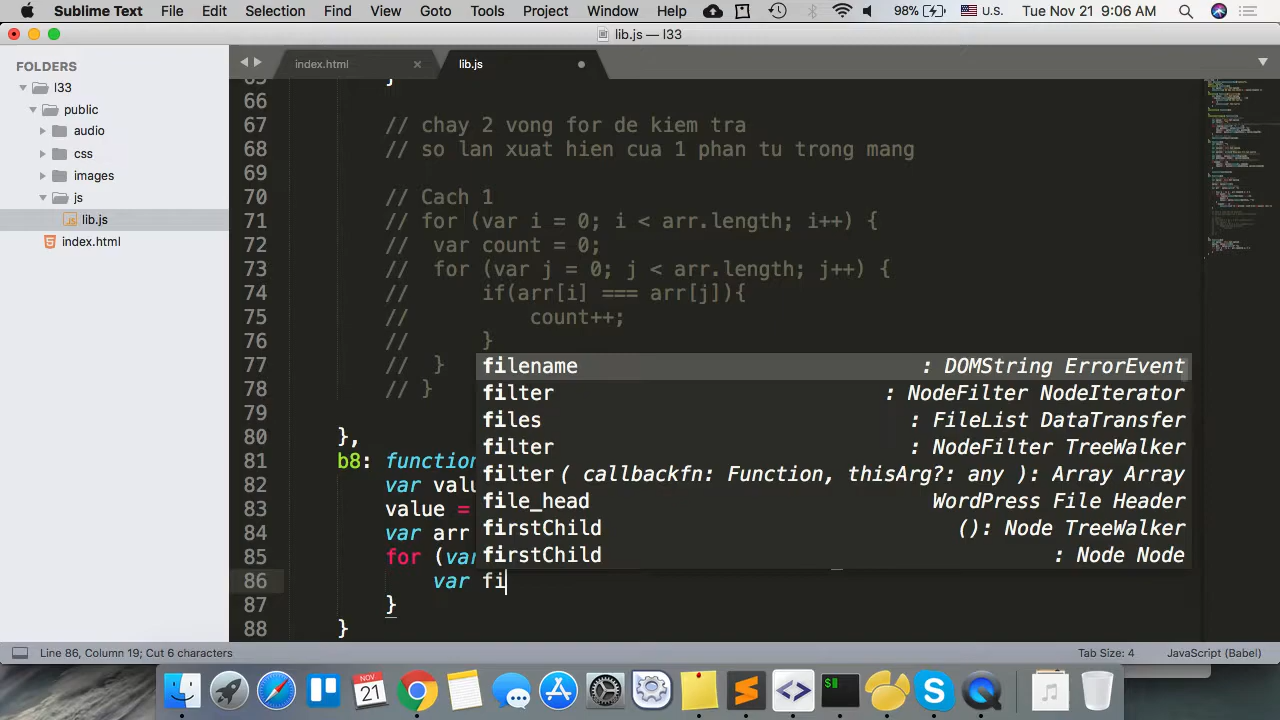 Sublime Text File Edit Selection Find View Goto Tools Project Window Help 98% U.S. Tue Nov 21 9:06 AM
lib.js — l33
FOLDERS
l33
public
audio
css
images
js
lib.js
index.html
index.html × lib.js
66
67 // chay 2 vong for de kiem tra
68 // so lan xuat hien cua 1 phan tu trong mang
69
70 // Cach 1
71 // for (var i = 0; i < arr.length; i++) {
72 // var count = 0;
73 // for (var j = 0; j < arr.length; j++) {
74 // if(arr[i] === arr[j]){
75 // count++;
76 // }
77 // }
78 // }
79
80 },
81 b8: function
82 var valu
83 value =
84 var arr
85 for (var
86 var fi
87 }
88 }
filename : DOMString ErrorEvent
filter : NodeFilter NodeIterator
files : FileList DataTransfer
filter : NodeFilter TreeWalker
filter( callbackfn: Function, thisArg?: any ): Array Array
file_head WordPress File Header
firstChild (): Node TreeWalker
firstChild : Node Node
Line 86, Column 19; Cut 6 characters Tab Size: 4 JavaScript (Babel)
NOV
21